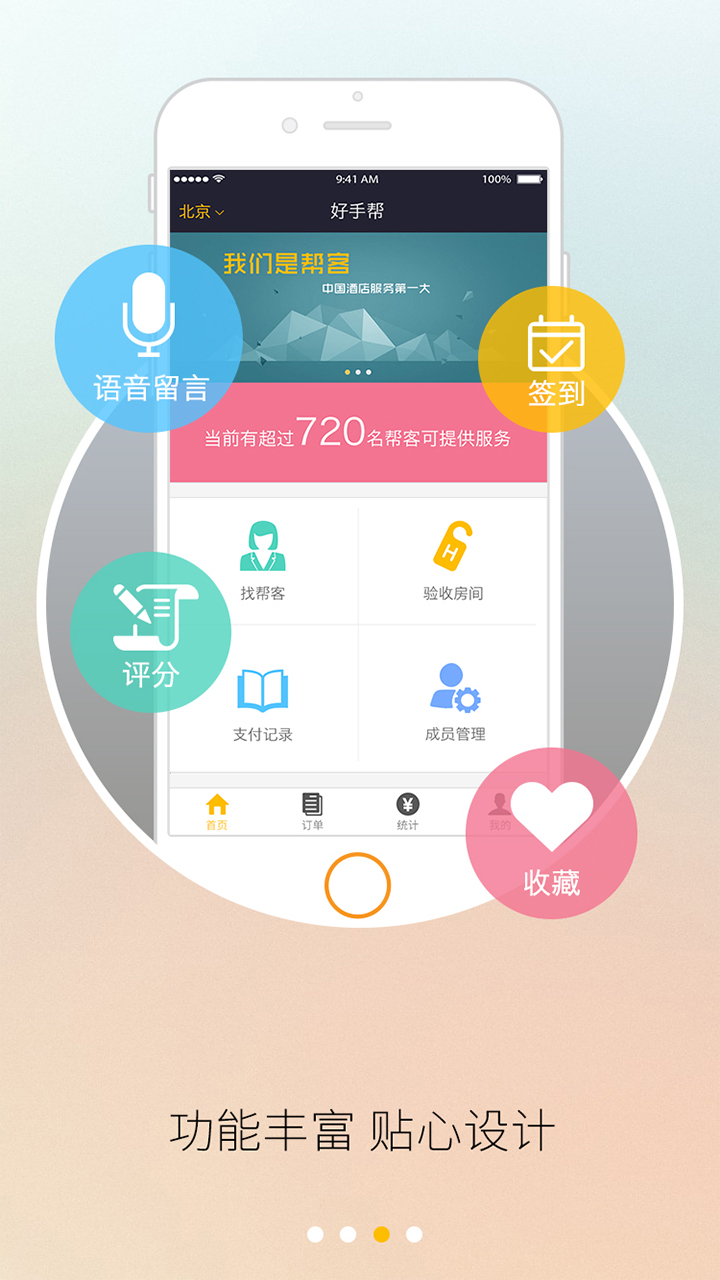 9:41 AM
100%
北京
好手帮
我们是帮客
中国酒店服务第一大
语音留言
签到
当前有超过720名帮客可提供服务
找帮客
验收房间
H
评分
支付记录
成员管理
首页
订单
¥
统计
我的
收藏
功能丰富 贴心设计